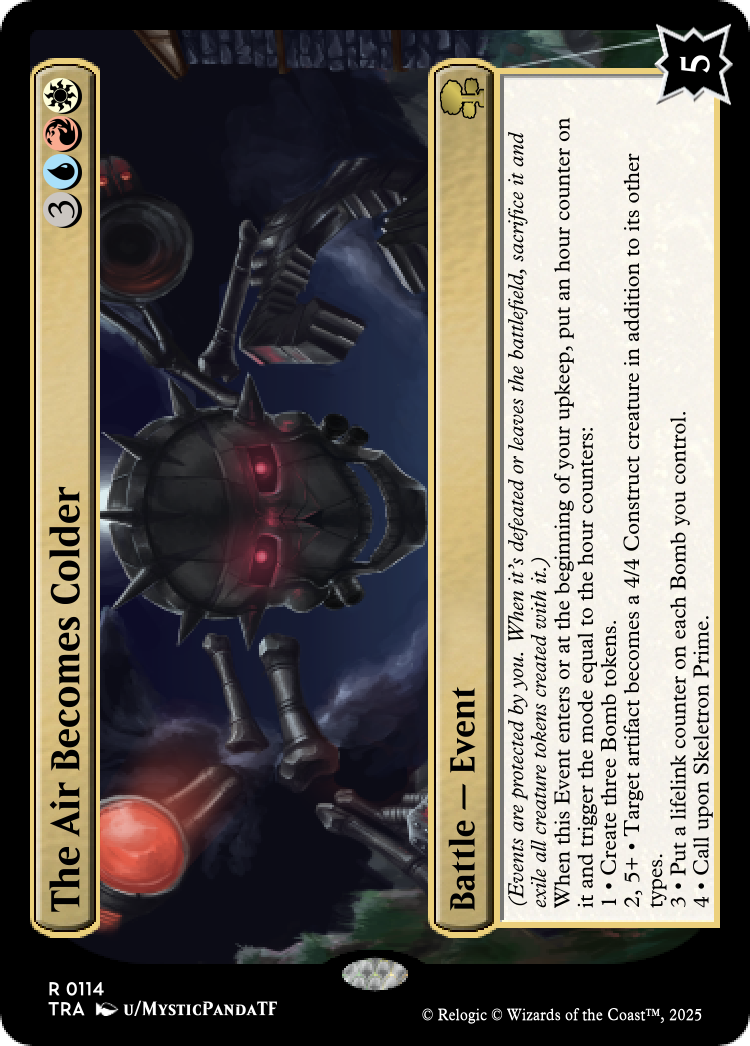 The Air Becomes Colder
3
Battle — Event
5
(Events are protected by you. When it's defeated or leaves the battlefield, sacrifice it and
exile all creature tokens created with it.)
When this Event enters or at the beginning of your upkeep, put an hour counter on
it and trigger the mode equal to the hour counters:
1 • Create three Bomb tokens.
2, 5+ • Target artifact becomes a 4/4 Construct creature in addition to its other
types.
3 • Put a lifelink counter on each Bomb you control.
4 • Call upon Skeletron Prime.
R 0114
TRA u/MysticPandaTF
© Relogic © Wizards of the Coast™, 2025